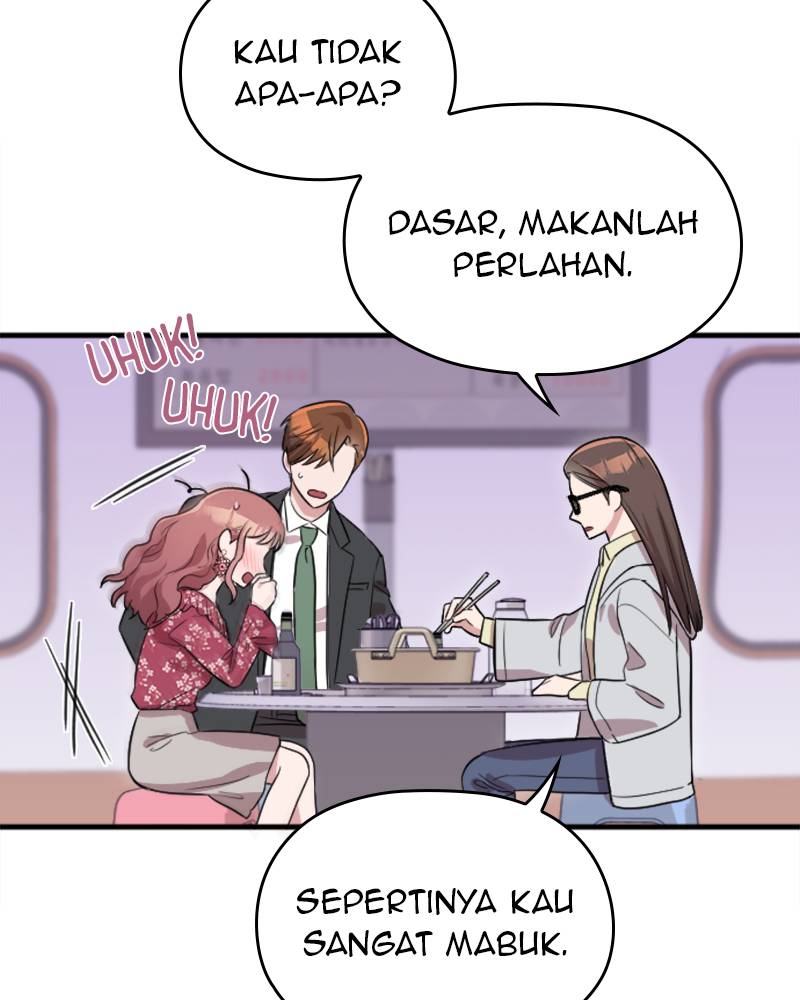 KAU TIDAK
APA-APA?
DASAR, MAKANLAH
PERLAHAN.
UHUK!
UHUK!
SEPERTINYA KAU
SANGAT MABUK.